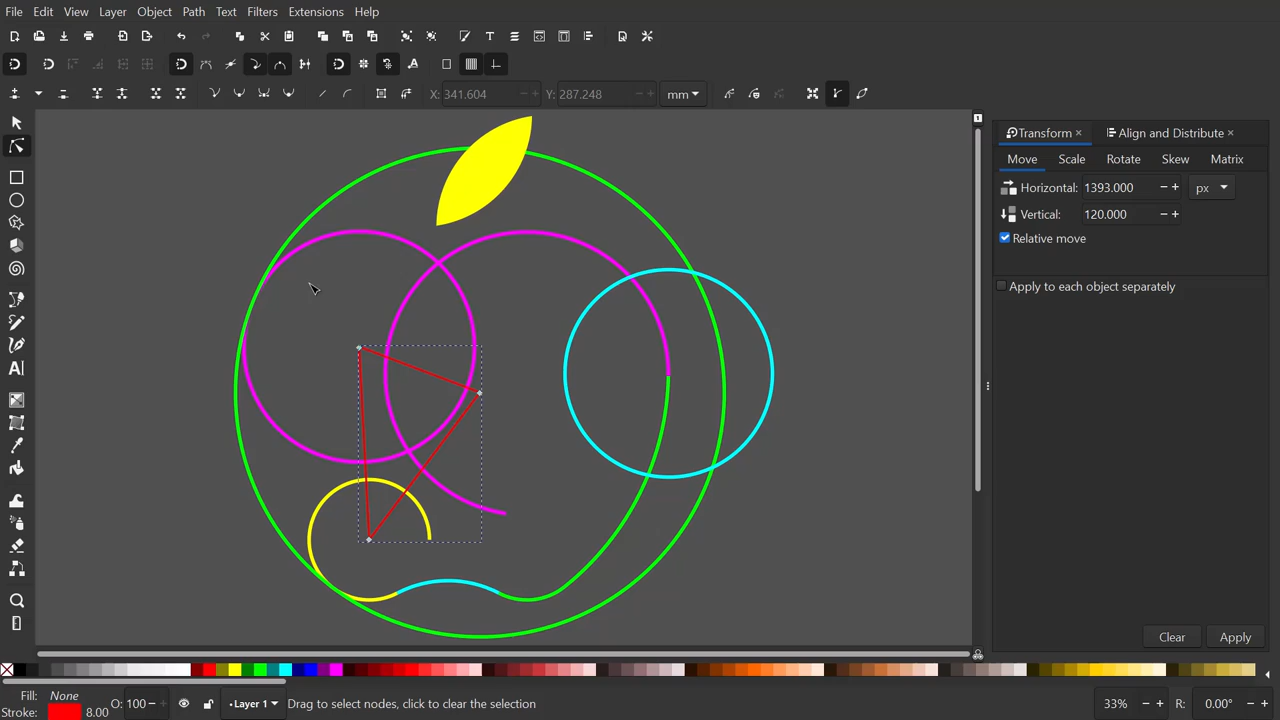 File Edit View Layer Object Path Text Filters Extensions Help
X: 341.604 Y: 287.248 mm
Transform Align and Distribute
Move Scale Rotate Skew Matrix
Horizontal: 1393.000 px
Vertical: 120.000
Relative move
Apply to each object separately
Clear Apply
Fill: None
Stroke: 8.00
O: 100
Layer 1
Drag to select nodes, click to clear the selection
33%
R: 0.00°